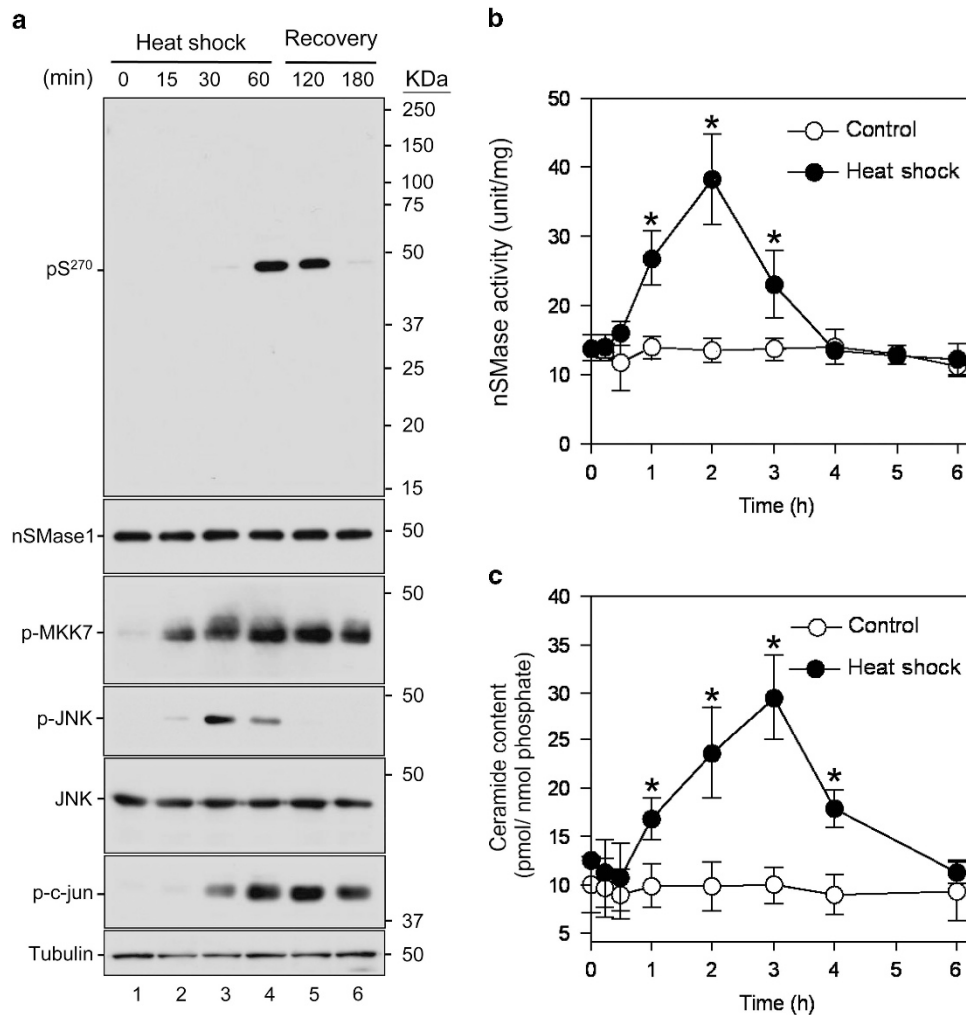 a
Heat shock Recovery
(min) 0 15 30 60 120 180 KDa
250
150
100
75
pS270 50
37
25
20
15
nSMase1 50
50
p-MKK7
50
p-JNK
50
JNK
p-c-jun
37
Tubulin 50
1 2 3 4 5 6
b
50
40
30
20
10
0
nSMase activity (unit/mg)
Control
Heat shock
* * *
0 1 2 3 4 5 6
Time (h)
c
40
35
30
25
20
15
10
5
Ceramide content
(pmol/ nmol phosphate)
Control
Heat shock
* * * *
0 1 2 3 4 5 6
Time (h)